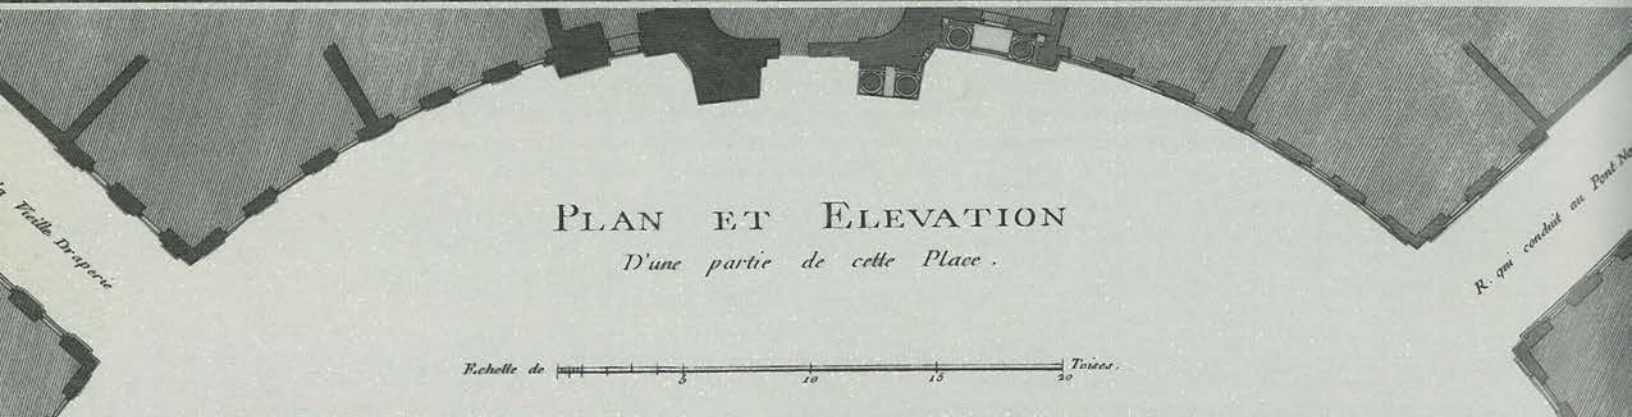 PLAN ET ELEVATION
D'une partie de cette Place.
la Vieille Draperie
R. qui conduit au Pont
Echelle de 5 10 15 20 Toises.